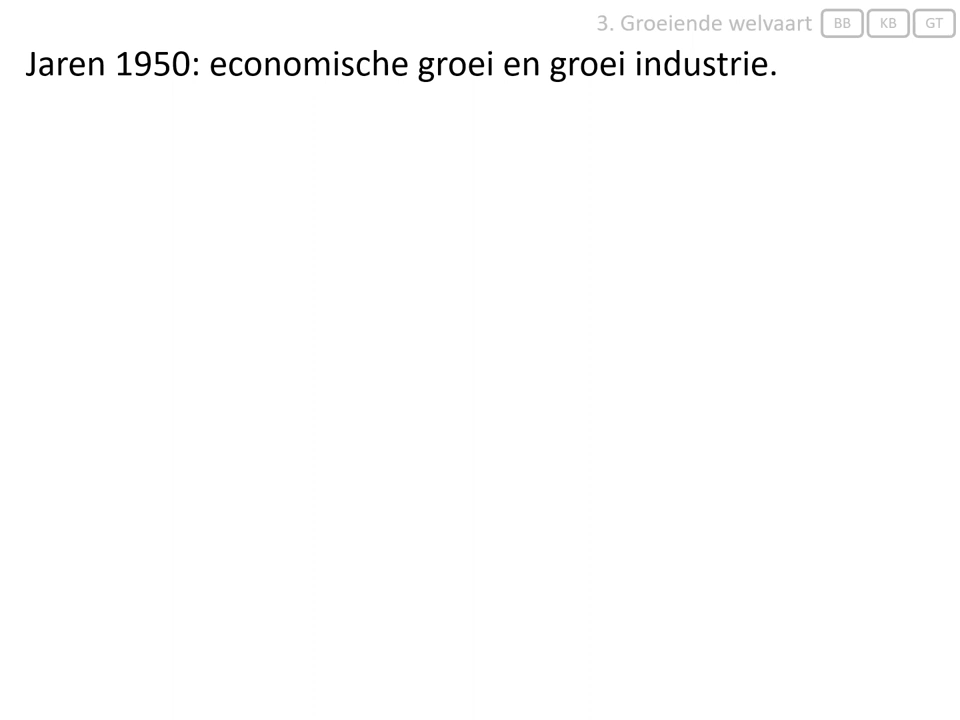 3. Groeiende welvaart BB KB GT
Jaren 1950: economische groei en groei industrie.